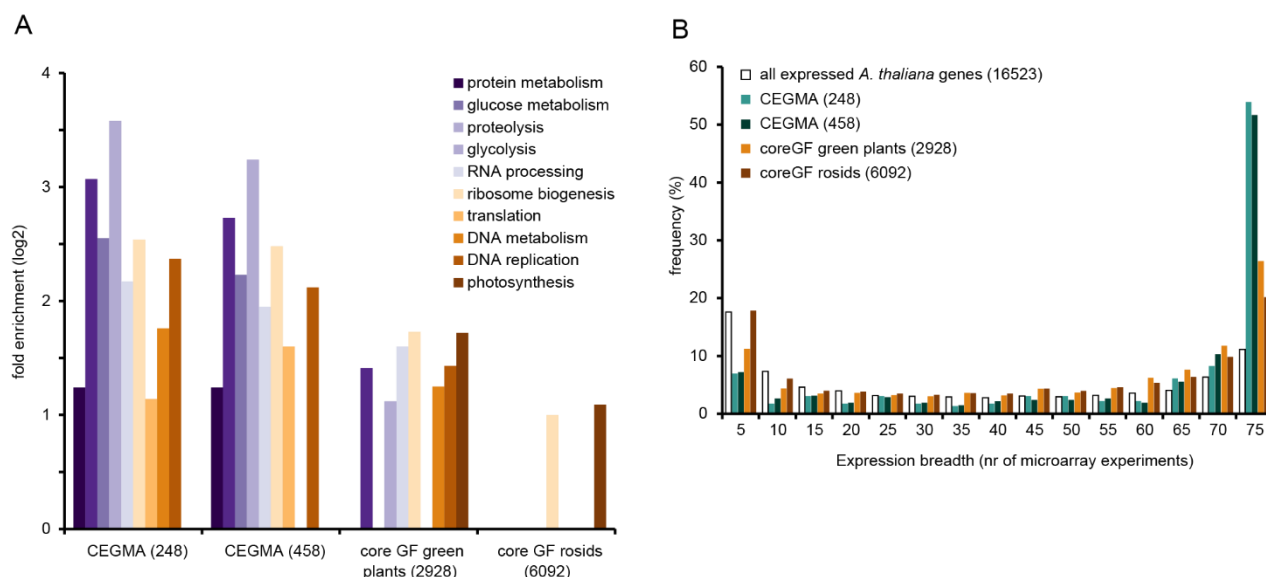 A
4
3
2
1
0
fold enrichment (log2)
protein metabolism
glucose metabolism
proteolysis
glycolysis
RNA processing
ribosome biogenesis
translation
DNA metabolism
DNA replication
photosynthesis
CEGMA (248)
CEGMA (458)
core GF green
plants (2928)
core GF rosids
(6092)
B
60
50
40
30
20
10
0
frequency (%)
all expressed A. thaliana genes (16523)
CEGMA (248)
CEGMA (458)
coreGF green plants (2928)
coreGF rosids (6092)
5 10 15 20 25 30 35 40 45 50 55 60 65 70 75
Expression breadth (nr of microarray experiments)